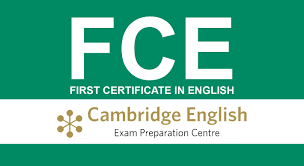 FCE
FIRST CERTIFICATE IN ENGLISH
Cambridge English
Exam Preparation Centre